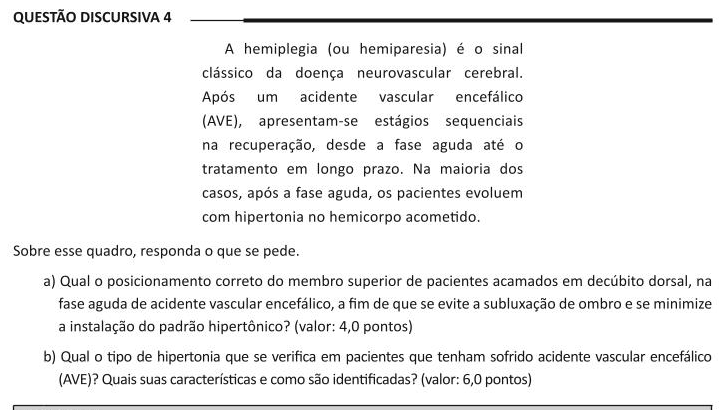 QUESTÃO DISCURSIVA 4
A hemiplegia (ou hemiparesia) é o sinal
clássico da doença neurovascular cerebral.
Após um acidente vascular encefálico
(AVE), apresentam-se estágios sequenciais
na recuperação, desde a fase aguda até o
tratamento em longo prazo. Na maioria dos
casos, após a fase aguda, os pacientes evoluem
com hipertonia no hemicorpo acometido.
Sobre esse quadro, responda o que se pede.
a) Qual o posicionamento correto do membro superior de pacientes acamados em decúbito dorsal, na
fase aguda de acidente vascular encefálico, a fim de que se evite a subluxação de ombro e se minimize
a instalação do padrão hipertônico? (valor: 4,0 pontos)
b) Qual o tipo de hipertonia que se verifica em pacientes que tenham sofrido acidente vascular encefálico
(AVE)? Quais suas características e como são identificadas? (valor: 6,0 pontos)